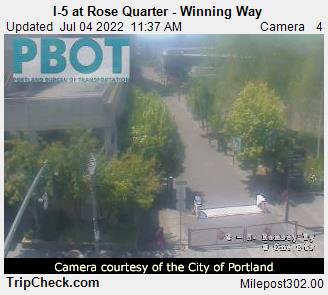 I-5 at Rose Quarter - Winning Way
Updated Jul 04 2022 11:37 AM Camera 4
PBOT
PORTLAND BUREAU OF TRANSPORTATION
Camera courtesy of the City of Portland
TripCheck.com Milepost302.00